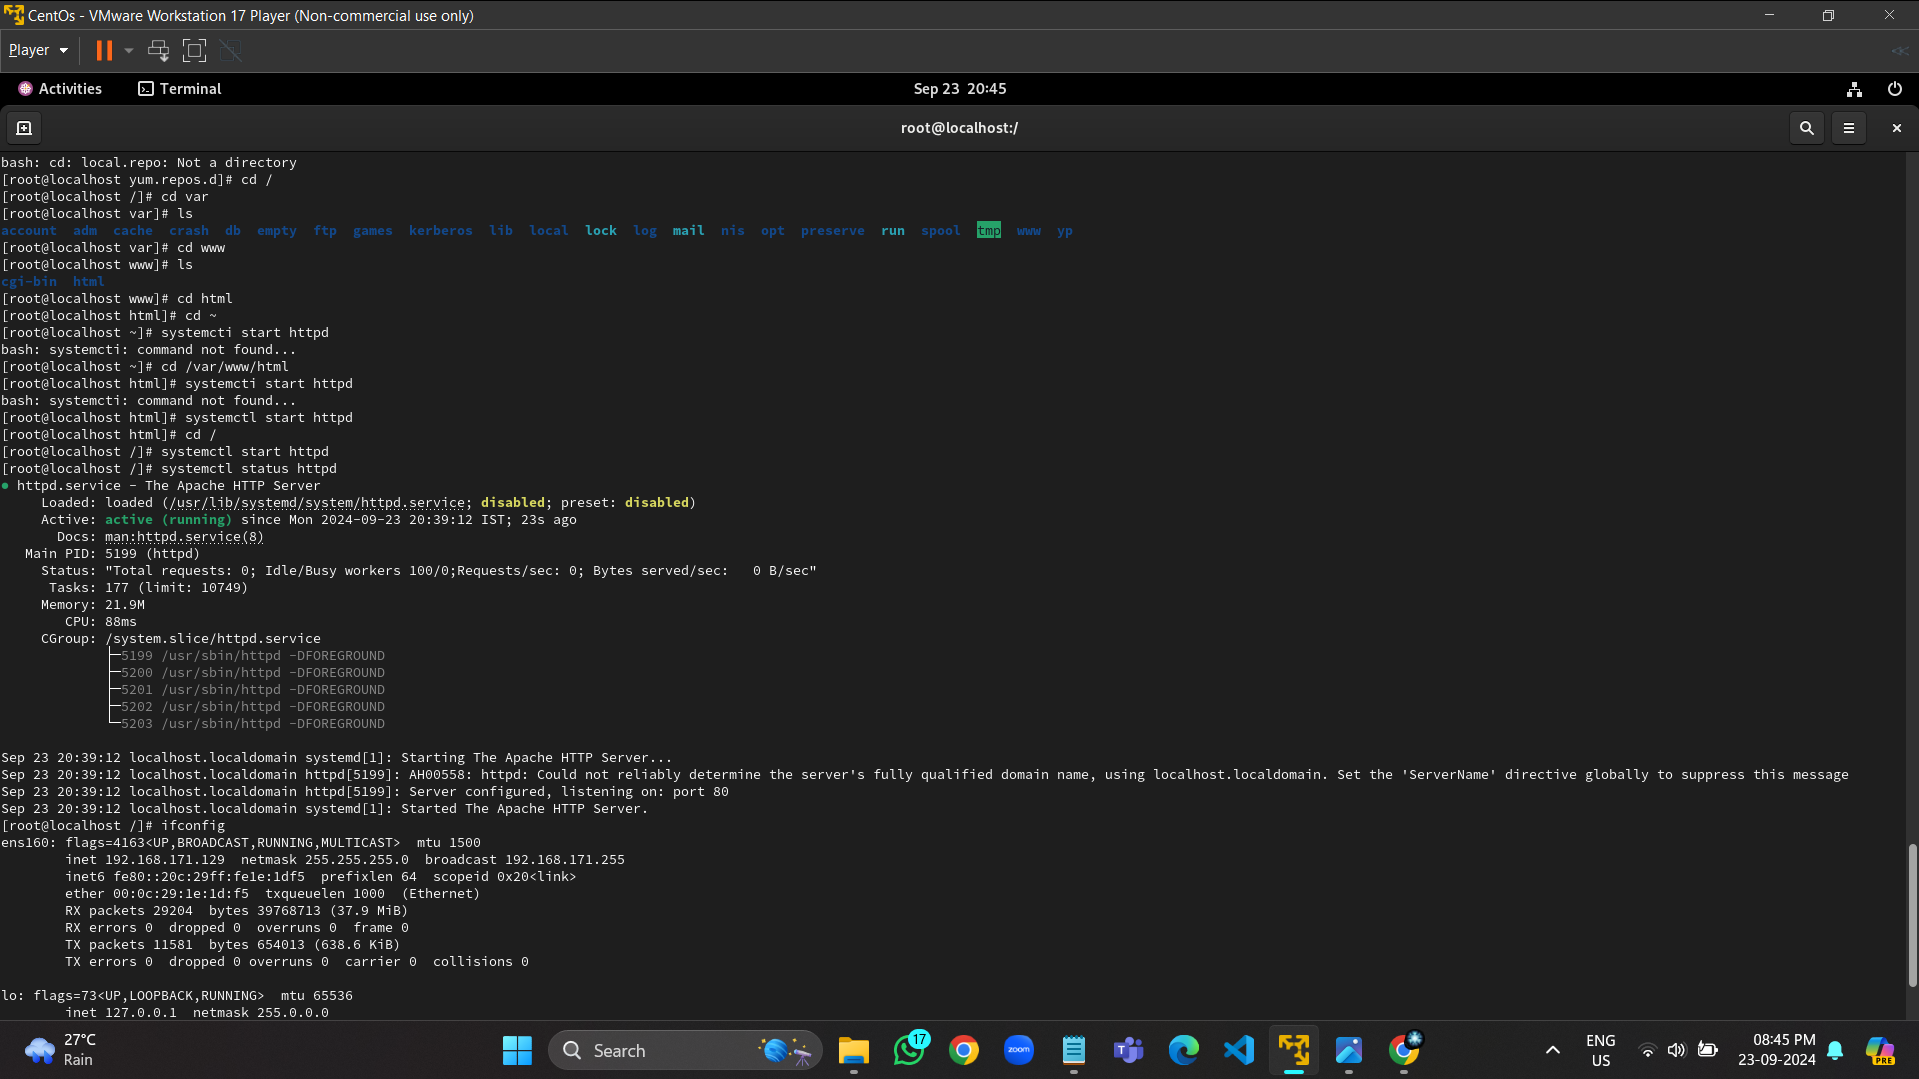 CentOs - VMware Workstation 17 Player (Non-commercial use only)
Player
Activities Terminal Sep 23 20:45
root@localhost:/
bash: cd: local.repo: Not a directory
[root@localhost yum.repos.d]# cd /
[root@localhost /]# cd var
[root@localhost var]# ls
account adm cache crash db empty ftp games kerberos lib local lock log mail nis opt preserve run spool tmp www yp
[root@localhost var]# cd www
[root@localhost www]# ls
cgi-bin html
[root@localhost www]# cd html
[root@localhost html]# cd ~
[root@localhost ~]# systemcti start httpd
bash: systemcti: command not found...
[root@localhost ~]# cd /var/www/html
[root@localhost html]# systemcti start httpd
bash: systemcti: command not found...
[root@localhost html]# systemctl start httpd
[root@localhost html]# cd /
[root@localhost /]# systemctl start httpd
[root@localhost /]# systemctl status httpd
● httpd.service - The Apache HTTP Server
Loaded: loaded (/usr/lib/systemd/system/httpd.service; disabled; preset: disabled)
Active: active (running) since Mon 2024-09-23 20:39:12 IST; 23s ago
Docs: man:httpd.service(8)
Main PID: 5199 (httpd)
Status: "Total requests: 0; Idle/Busy workers 100/0;Requests/sec: 0; Bytes served/sec:   0 B/sec"
Tasks: 177 (limit: 10749)
Memory: 21.9M
CPU: 88ms
CGroup: /system.slice/httpd.service
├─5199 /usr/sbin/httpd -DFOREGROUND
├─5200 /usr/sbin/httpd -DFOREGROUND
├─5201 /usr/sbin/httpd -DFOREGROUND
├─5202 /usr/sbin/httpd -DFOREGROUND
└─5203 /usr/sbin/httpd -DFOREGROUND
Sep 23 20:39:12 localhost.localdomain systemd[1]: Starting The Apache HTTP Server...
Sep 23 20:39:12 localhost.localdomain httpd[5199]: AH00558: httpd: Could not reliably determine the server's fully qualified domain name, using localhost.localdomain. Set the 'ServerName' directive globally to suppress this message
Sep 23 20:39:12 localhost.localdomain httpd[5199]: Server configured, listening on: port 80
Sep 23 20:39:12 localhost.localdomain systemd[1]: Started The Apache HTTP Server.
[root@localhost /]# ifconfig
ens160: flags=4163<UP,BROADCAST,RUNNING,MULTICAST>  mtu 1500
inet 192.168.171.129  netmask 255.255.255.0  broadcast 192.168.171.255
inet6 fe80::20c:29ff:fe1e:1df5  prefixlen 64  scopeid 0x20<link>
ether 00:0c:29:1e:1d:f5  txqueuelen 1000  (Ethernet)
RX packets 29204  bytes 39768713 (37.9 MiB)
RX errors 0  dropped 0  overruns 0  frame 0
TX packets 11581  bytes 654013 (638.6 KiB)
TX errors 0  dropped 0 overruns 0  carrier 0  collisions 0
lo: flags=73<UP,LOOPBACK,RUNNING>  mtu 65536
inet 127.0.0.1  netmask 255.0.0.0
27°C
Rain
Search
17
zoom
ENG
US
08:45 PM
23-09-2024
PRE